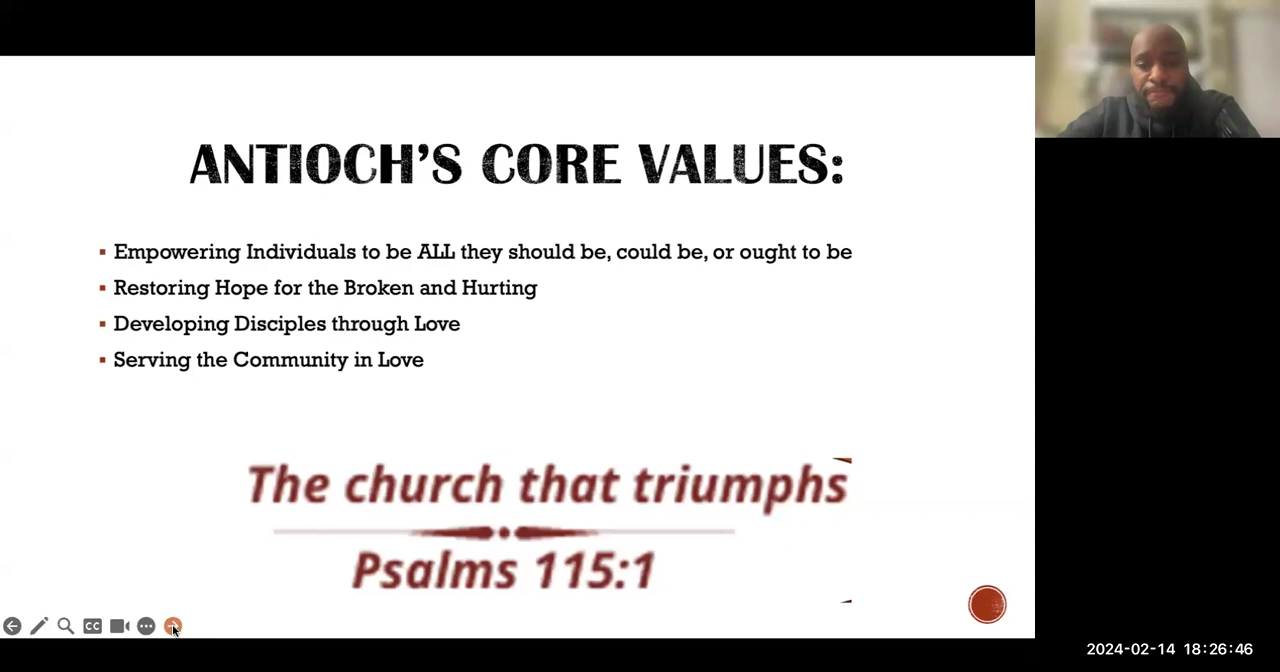 ANTIOCH'S CORE VALUES:
▪ Empowering Individuals to be ALL they should be, could be, or ought to be
▪ Restoring Hope for the Broken and Hurting
▪ Developing Disciples through Love
▪ Serving the Community in Love
The church that triumphs
Psalms 115:1
CC
2024-02-14 18:26:46